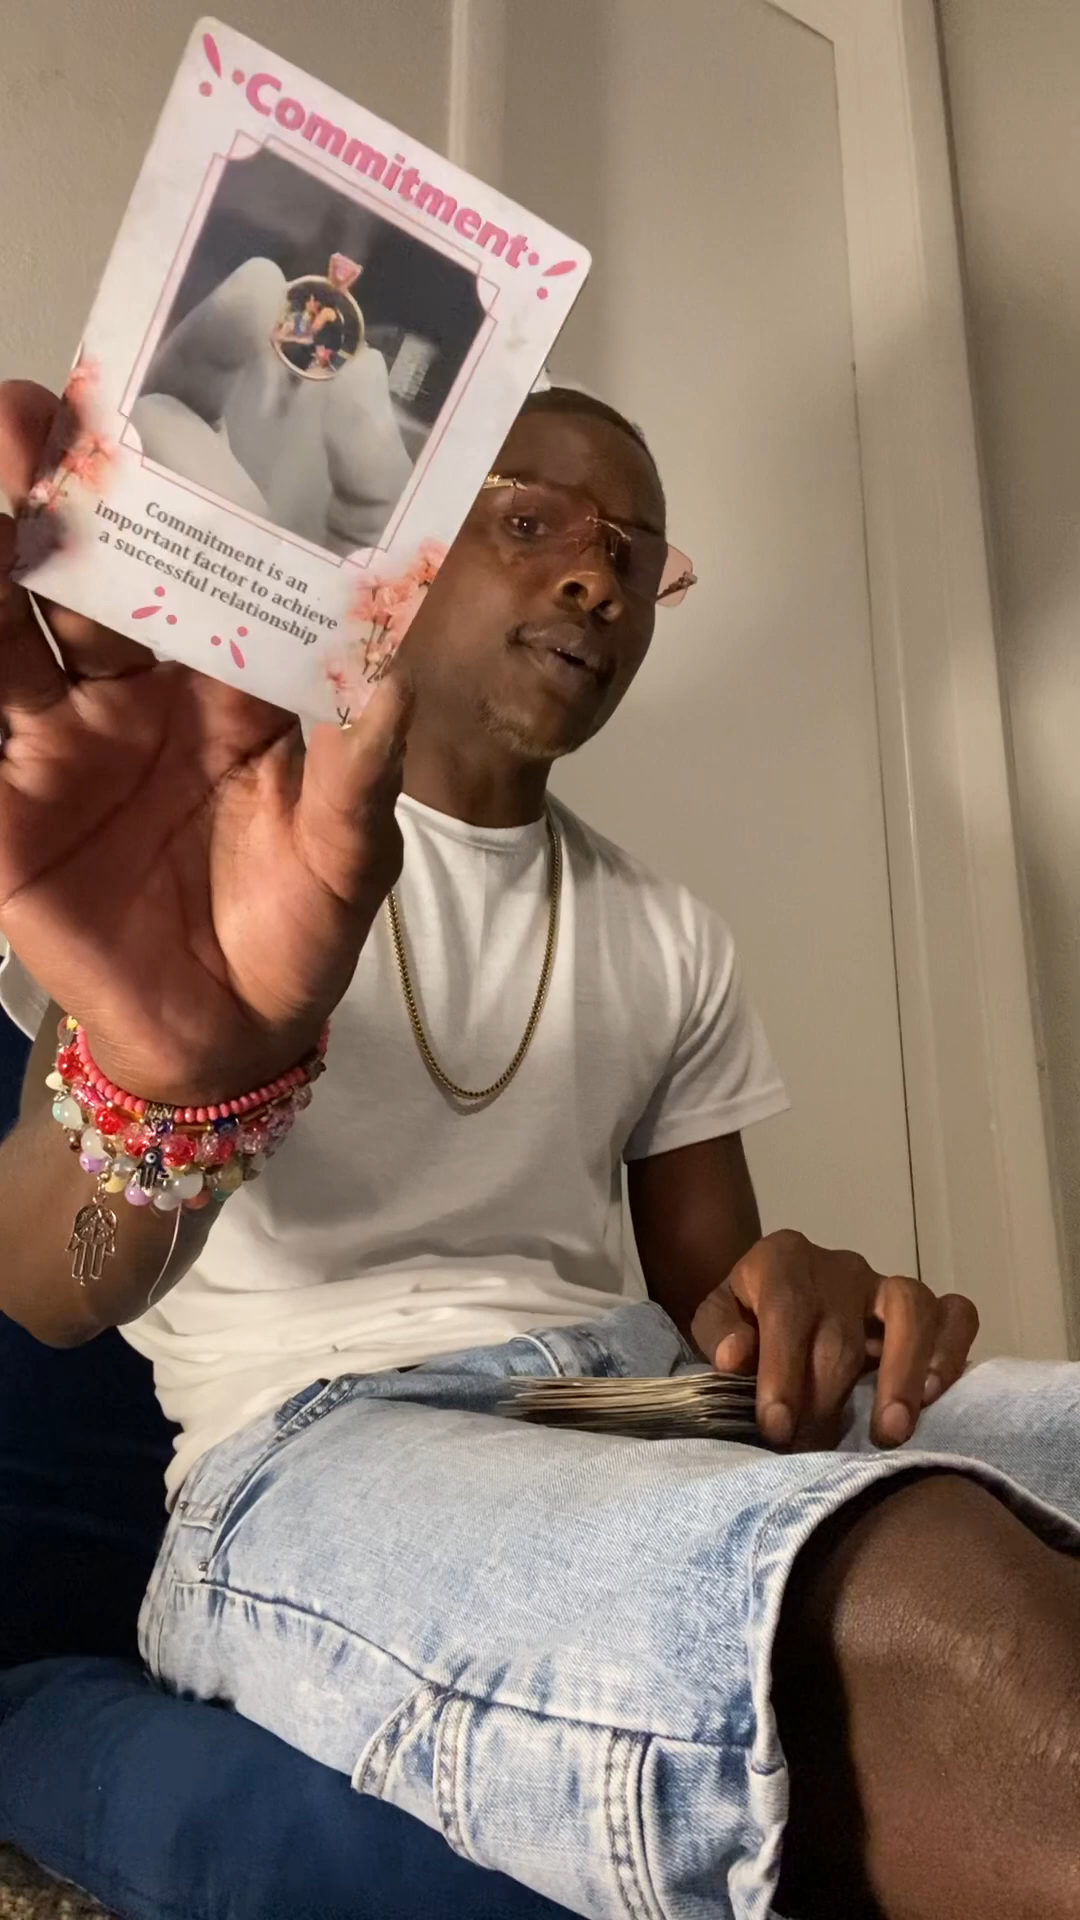 Commitment
Commitment is an
important factor to achieve
a successful relationship